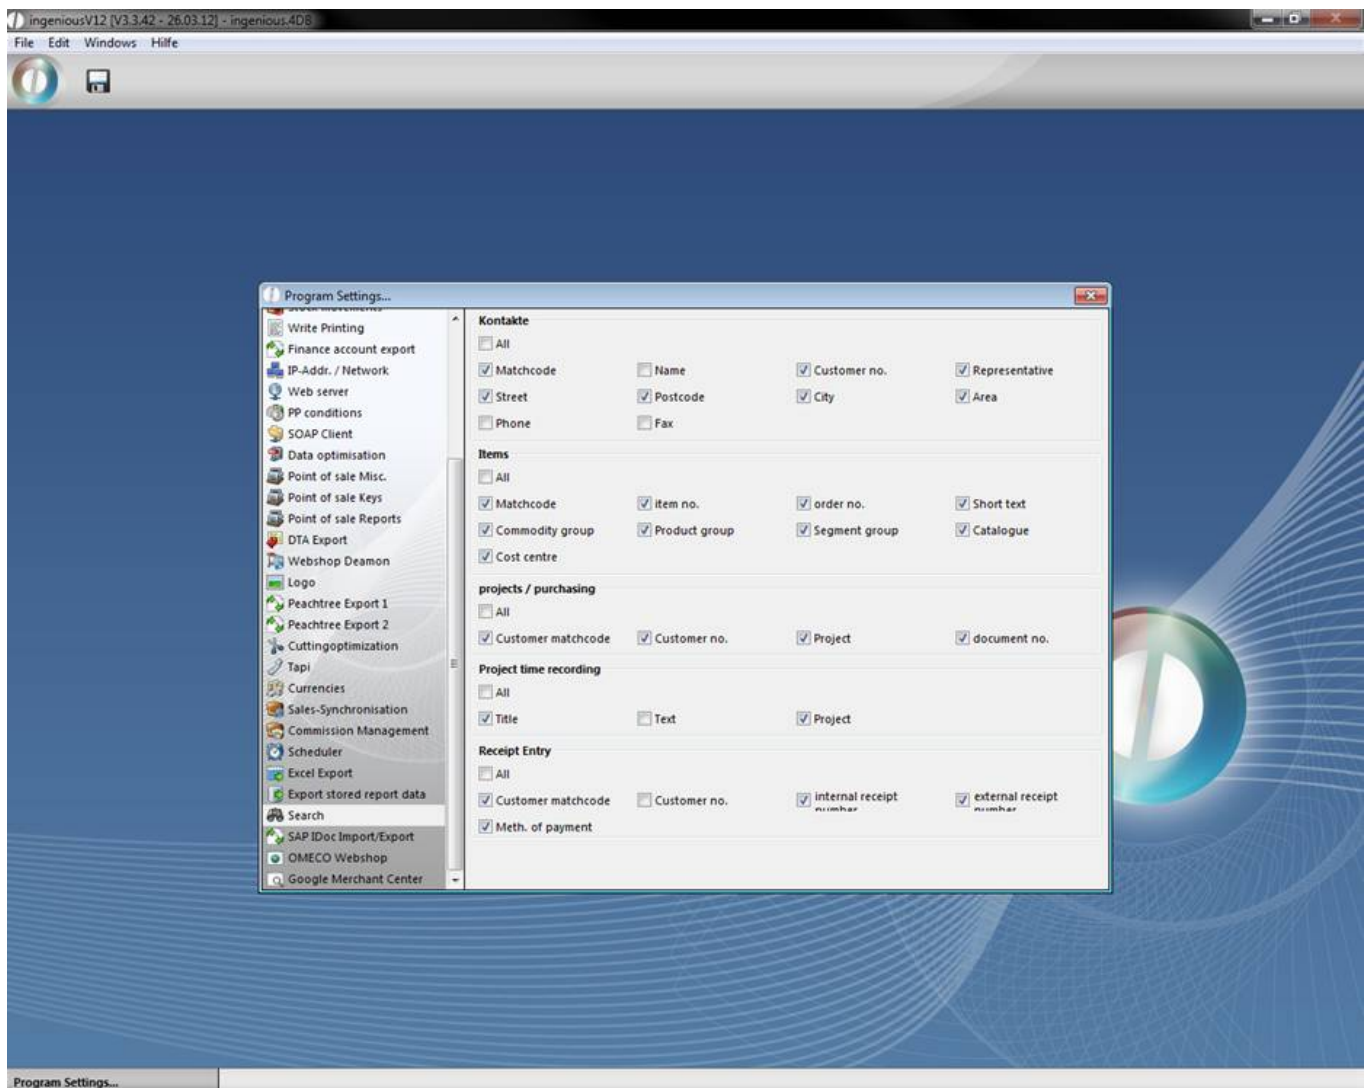 ingeniousV12 [V3.3.42 - 26.03.12] - ingenious.4DB
File Edit Windows Hilfe
Program Settings...
Stock movements
Write Printing
Finance account export
IP-Addr. / Network
Web server
PP conditions
SOAP Client
Data optimisation
Point of sale Misc.
Point of sale Keys
Point of sale Reports
DTA Export
Webshop Deamon
Logo
Peachtree Export 1
Peachtree Export 2
Cuttingoptimization
Tapi
Currencies
Sales-Synchronisation
Commission Management
Scheduler
Excel Export
Export stored report data
Search
SAP IDoc Import/Export
OMECO Webshop
Google Merchant Center
Kontakte
All
Matchcode Name Customer no. Representative
Street Postcode City Area
Phone Fax
Items
All
Matchcode item no. order no. Short text
Commodity group Product group Segment group Catalogue
Cost centre
projects / purchasing
All
Customer matchcode Customer no. Project document no.
Project time recording
All
Title Text Project
Receipt Entry
All
Customer matchcode Customer no. internal receipt number external receipt number
Meth. of payment
Program Settings...